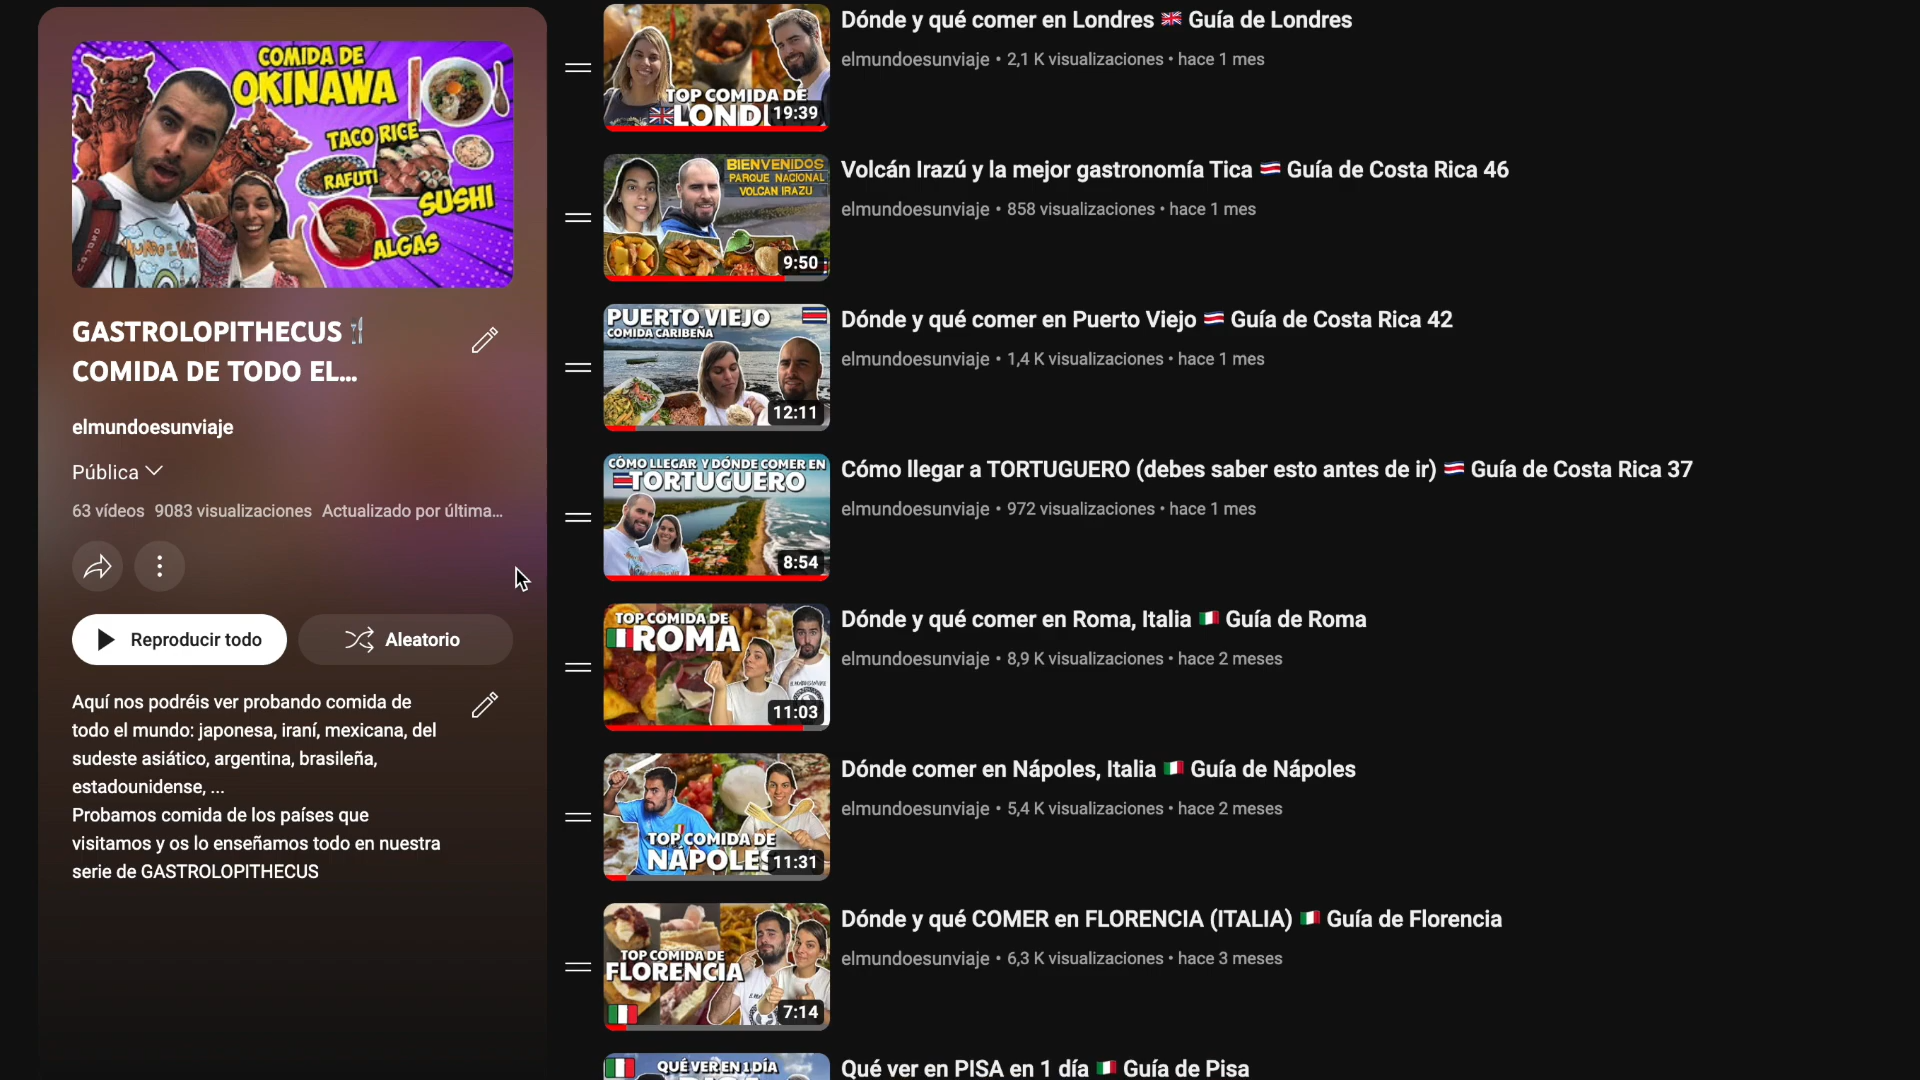 COMIDA DE
OKINAWA
TACO RICE
RAFUTI
SUSHI
ALGAS
GASTROLOPITHECUS🍴
COMIDA DE TODO EL...
elmundoesunviaje
Pública
63 vídeos 9083 visualizaciones Actualizado por última...
Reproducir todo
Aleatorio
Aquí nos podréis ver probando comida de
todo el mundo: japonesa, iraní, mexicana, del
sudeste asiático, argentina, brasileña,
estadounidense, ...
Probamos comida de los países que
visitamos y os lo enseñamos todo en nuestra
serie de GASTROLOPITHECUS
TOP COMIDA DE
LOND
19:39
Dónde y qué comer en Londres 🇬🇧 Guía de Londres
elmundoesunviaje • 2,1 K visualizaciones • hace 1 mes
BIENVENIDOS
PARQUE NACIONAL
VOLCAN IRAZU
9:50
Volcán Irazú y la mejor gastronomía Tica 🇨🇷 Guía de Costa Rica 46
elmundoesunviaje • 858 visualizaciones • hace 1 mes
PUERTO VIEJO
COMIDA CARIBEÑA
12:11
Dónde y qué comer en Puerto Viejo 🇨🇷 Guía de Costa Rica 42
elmundoesunviaje • 1,4 K visualizaciones • hace 1 mes
CÓMO LLEGAR Y DÓNDE COMER EN
TORTUGUERO
8:54
Cómo llegar a TORTUGUERO (debes saber esto antes de ir) 🇨🇷 Guía de Costa Rica 37
elmundoesunviaje • 972 visualizaciones • hace 1 mes
TOP COMIDA DE
ROMA
11:03
Dónde y qué comer en Roma, Italia 🇮🇹 Guía de Roma
elmundoesunviaje • 8,9 K visualizaciones • hace 2 meses
TOP COMIDA DE
NÁPOLES
11:31
Dónde comer en Nápoles, Italia 🇮🇹 Guía de Nápoles
elmundoesunviaje • 5,4 K visualizaciones • hace 2 meses
TOP COMIDA DE
FLORENCIA
7:14
Dónde y qué COMER en FLORENCIA (ITALIA) 🇮🇹 Guía de Florencia
elmundoesunviaje • 6,3 K visualizaciones • hace 3 meses
QUÉ VER EN 1 DÍA
Qué ver en PISA en 1 día 🇮🇹 Guía de Pisa